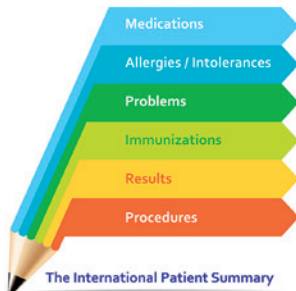 Medications
Allergies / Intolerances
Problems
Immunizations
Results
Procedures
The International Patient Summary